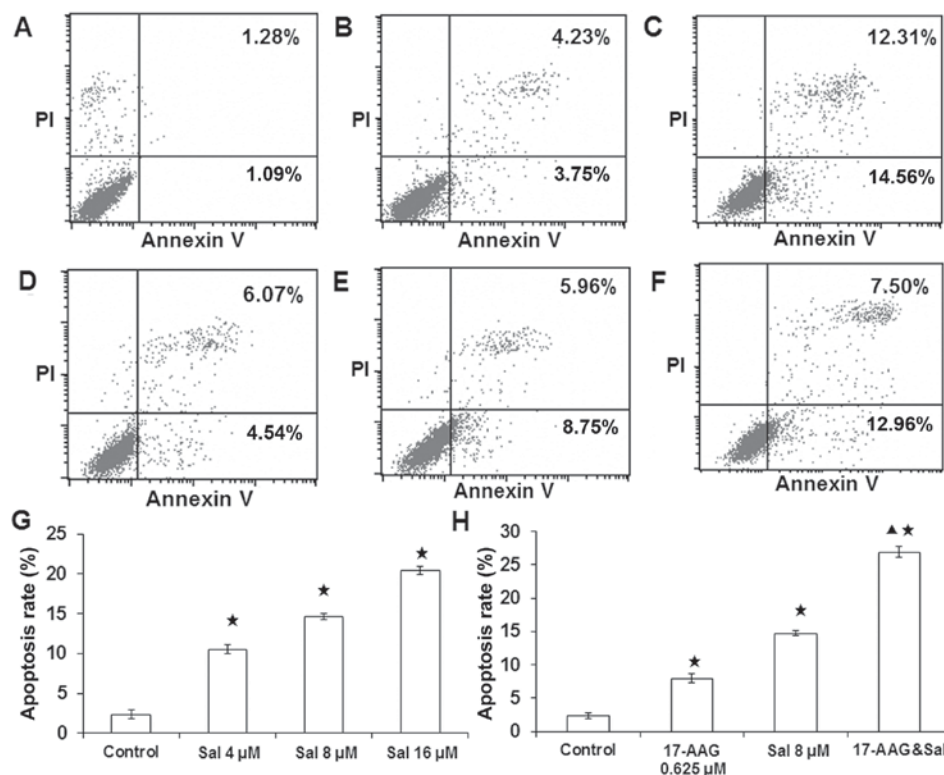 A
1.28%
PI
1.09%
Annexin V
B
4.23%
PI
3.75%
Annexin V
C
12.31%
PI
14.56%
Annexin V
D
6.07%
PI
4.54%
Annexin V
E
5.96%
PI
8.75%
Annexin V
F
7.50%
PI
12.96%
Annexin V
G
Apoptosis rate (%)
25
20
15
10
5
0
Control Sal 4 µM Sal 8 µM Sal 16 µM
★ ★ ★
H
Apoptosis rate (%)
30
25
20
15
10
5
0
Control 17-AAG Sal 8 µM 17-AAG&Sal
0.625 µM
★ ★ ▲ ★